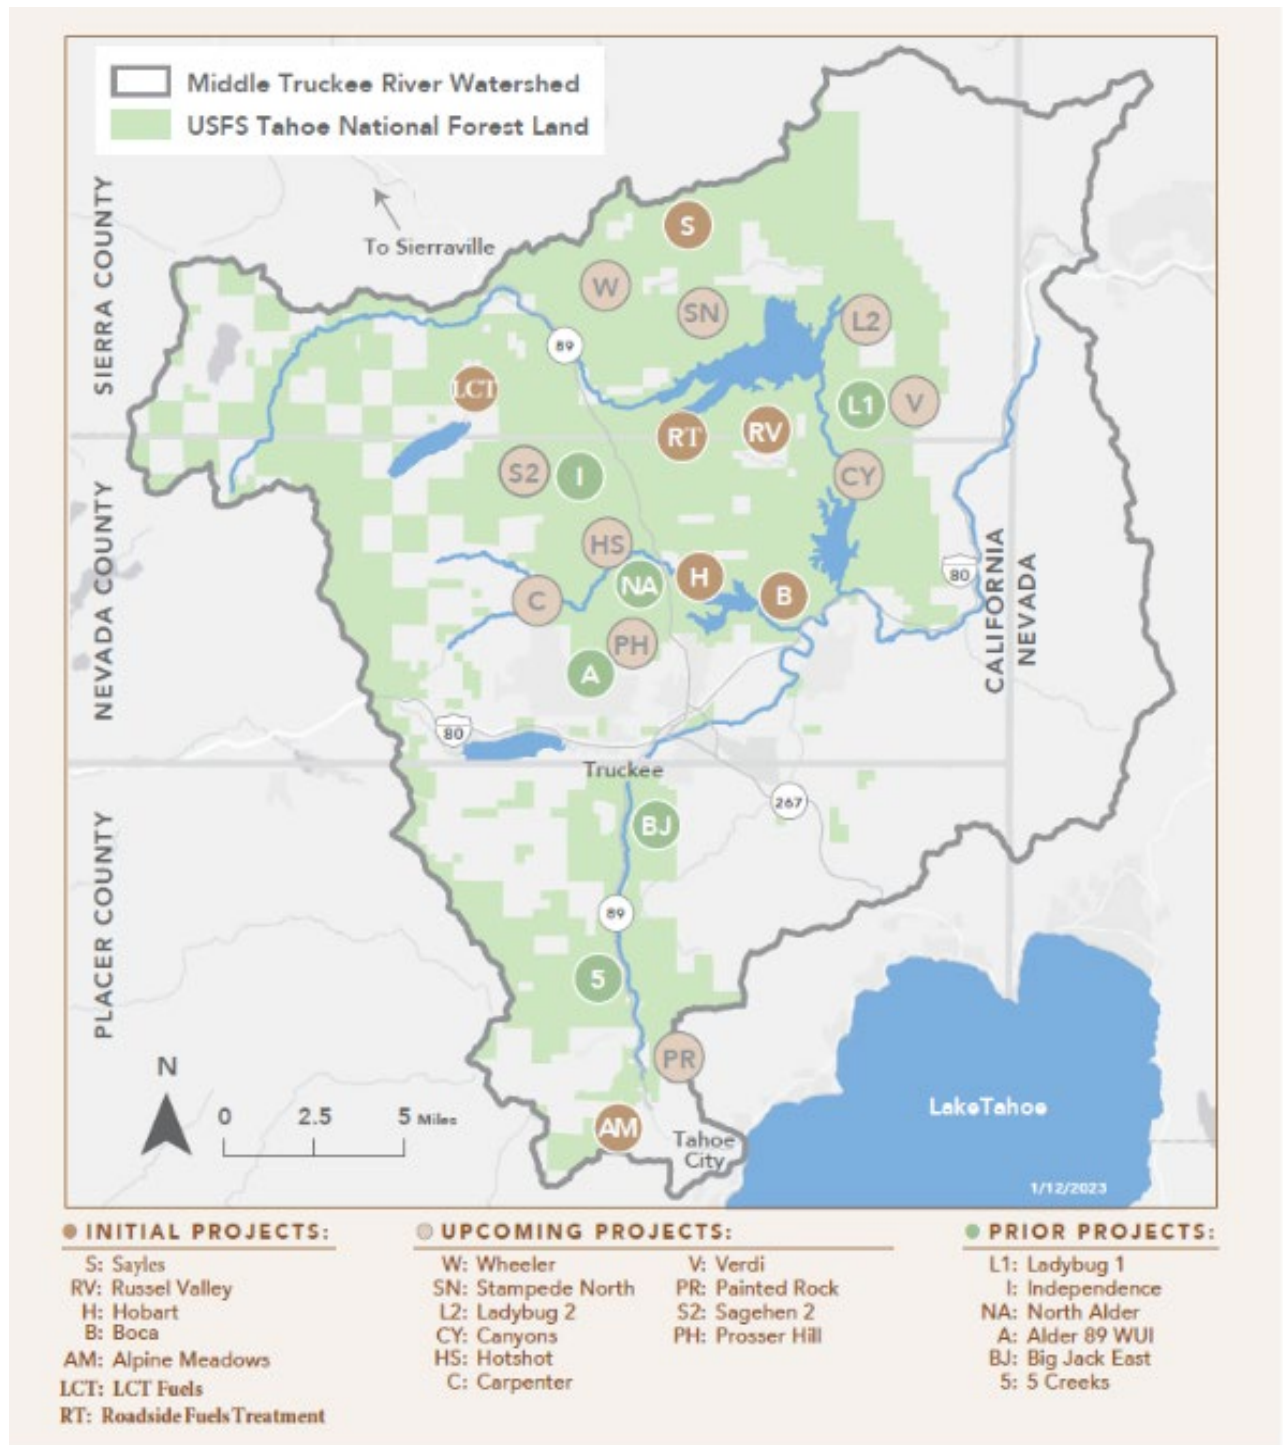 Middle Truckee River Watershed
USFS Tahoe National Forest Land
To Sierraville
SIERRA COUNTY
NEVADA COUNTY
PLACER COUNTY
CALIFORNIA
NEVADA
S
W
SN
L2
89
LCT
L1
V
RT
RV
S2
I
CY
HS
NA
H
B
C
80
PH
A
80
Truckee
267
BJ
89
5
PR
AM
Tahoe
City
LakeTahoe
1/12/2023
N
0 2.5 5 Miles
INITIAL PROJECTS:
S: Sayles
RV: Russel Valley
H: Hobart
B: Boca
AM: Alpine Meadows
LCT: LCT Fuels
RT: Roadside Fuels Treatment
UPCOMING PROJECTS:
W: Wheeler
SN: Stampede North
L2: Ladybug 2
CY: Canyons
HS: Hotshot
C: Carpenter
V: Verdi
PR: Painted Rock
S2: Sagehen 2
PH: Prosser Hill
PRIOR PROJECTS:
L1: Ladybug 1
I: Independence
NA: North Alder
A: Alder 89 WUI
BJ: Big Jack East
5: 5 Creeks